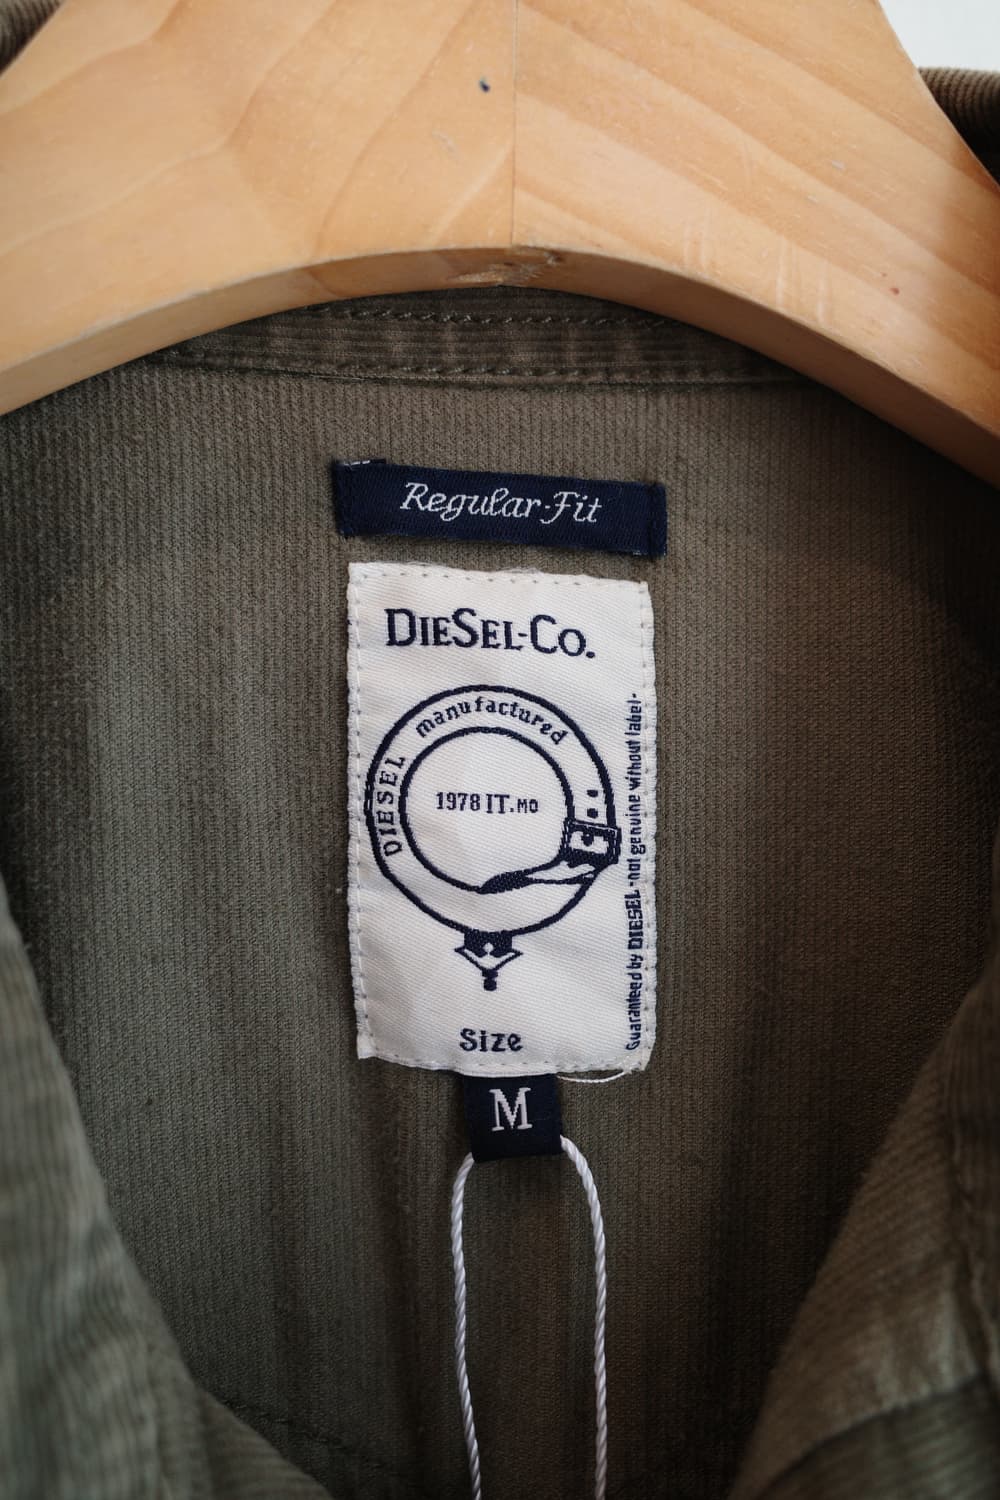 Regular-Fit
DIESEL-CO.
DIESEL manufactured
1978 IT.MO
Guaranteed by DIESEL -not genuine without label-
Size
M